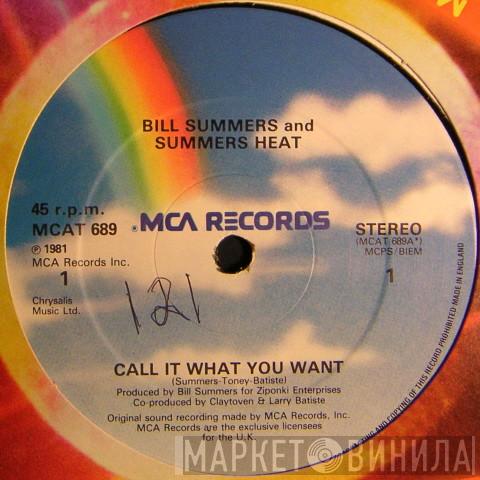 BILL SUMMERS and
SUMMERS HEAT
45 r.p.m.
MCAT 689
℗ 1981
MCA Records Inc.
1
Chrysalis
Music Ltd.
MCA RECORDS
STEREO
(MCAT 689A*)
MCPS/BIEM
1
121
CALL IT WHAT YOU WANT
(Summers-Toney-Batiste)
Produced by Bill Summers for Ziponki Enterprises
Co-produced by Claytoven & Larry Batiste
Original sound recording made by MCA Records, Inc.
MCA Records are the exclusive licensees
for the U.K.
AND COPYING OF THIS RECORD PROHIBITED MADE IN ENGLAND
МАРКЕТ ВИНИЛА